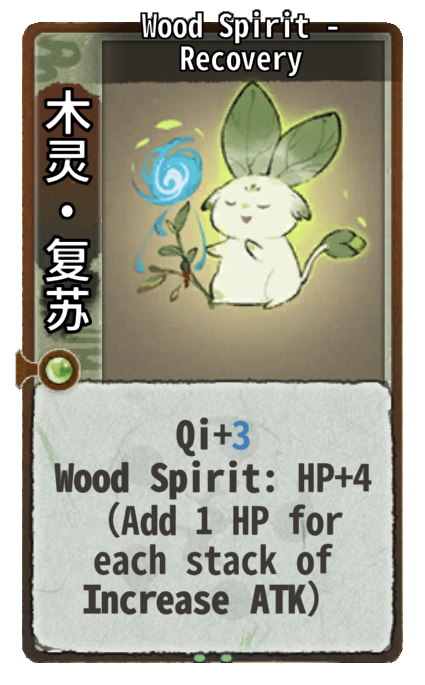 Wood Spirit -
Recovery
木灵·复苏
Qi+3
Wood Spirit: HP+4
(Add 1 HP for
each stack of
Increase ATK)